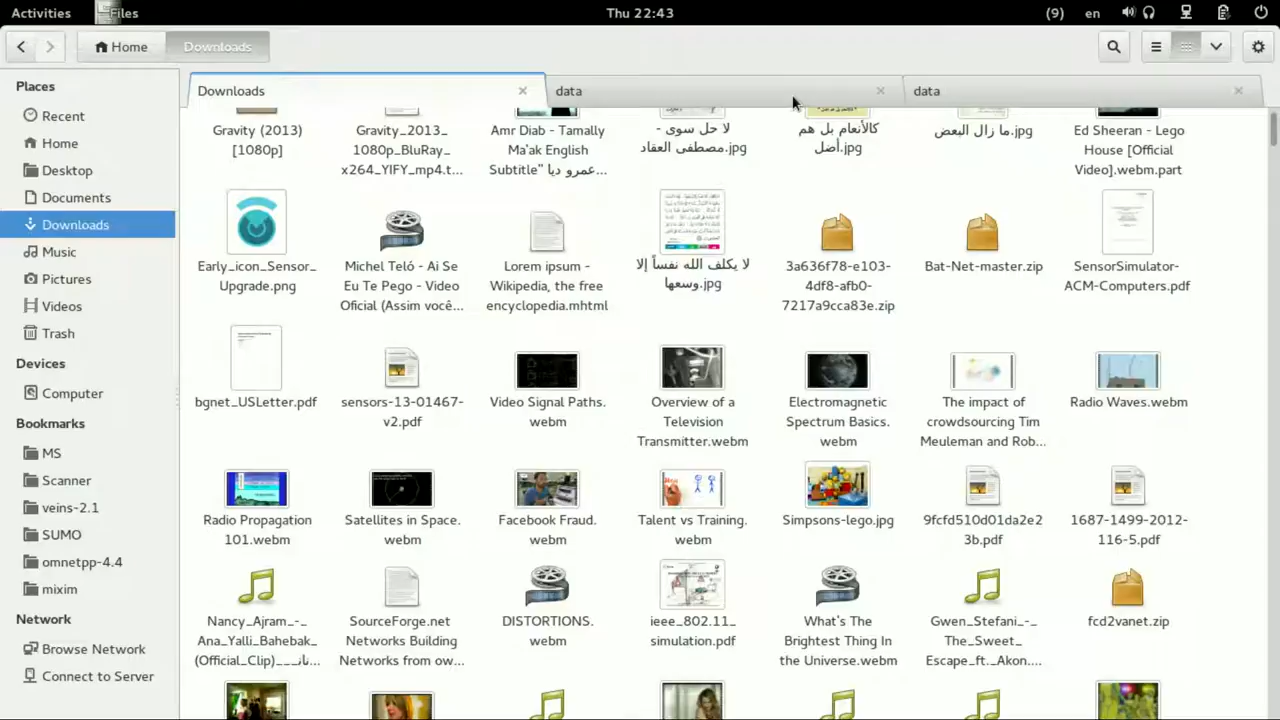 Activities Files Thu 22:43 (9) en
Home Downloads
Places
Recent
Home
Desktop
Documents
Downloads
Music
Pictures
Videos
Trash
Devices
Computer
Bookmarks
MS
Scanner
veins-2.1
SUMO
omnetpp-4.4
mixim
Network
Browse Network
Connect to Server
Downloads data data
Gravity (2013)
[1080p]
Gravity_2013_
1080p_BluRay_
x264_YIFY_mp4.t...
Amr Diab - Tamally
Ma'ak English
Subtitle" عمرو ديا...
لا حل سوى -
مصطفى العقاد.jpg
كالأنعام بل هم
أضل.jpg
ما زال البعض.jpg
Ed Sheeran - Lego
House [Official
Video].webm.part
Early_icon_Sensor_
Upgrade.png
Michel Teló - Ai Se
Eu Te Pego - Video
Oficial (Assim você...
Lorem ipsum -
Wikipedia, the free
encyclopedia.mhtml
لا يكلف الله نفساً إلا
وسعها.jpg
3a636f78-e103-
4df8-afb0-
7217a9cca83e.zip
Bat-Net-master.zip
SensorSimulator-
ACM-Computers.pdf
bgnet_USLetter.pdf
sensors-13-01467-
v2.pdf
Video Signal Paths.
webm
Overview of a
Television
Transmitter.webm
Electromagnetic
Spectrum Basics.
webm
The impact of
crowdsourcing Tim
Meuleman and Rob...
Radio Waves.webm
Radio Propagation
101.webm
Satellites in Space.
webm
Facebook Fraud.
webm
Talent vs Training.
webm
Simpsons-lego.jpg
9fcfd510d01da2e2
3b.pdf
1687-1499-2012-
116-5.pdf
Nancy_Ajram_-_
Ana_Yalli_Bahebak_
(Official_Clip)___نانـ...
SourceForge.net
Networks Building
Networks from ow...
DISTORTIONS.
webm
ieee_802.11_
simulation.pdf
What's The
Brightest Thing In
the Universe.webm
Gwen_Stefani_-_
The_Sweet_
Escape_ft._Akon....
fcd2vanet.zip